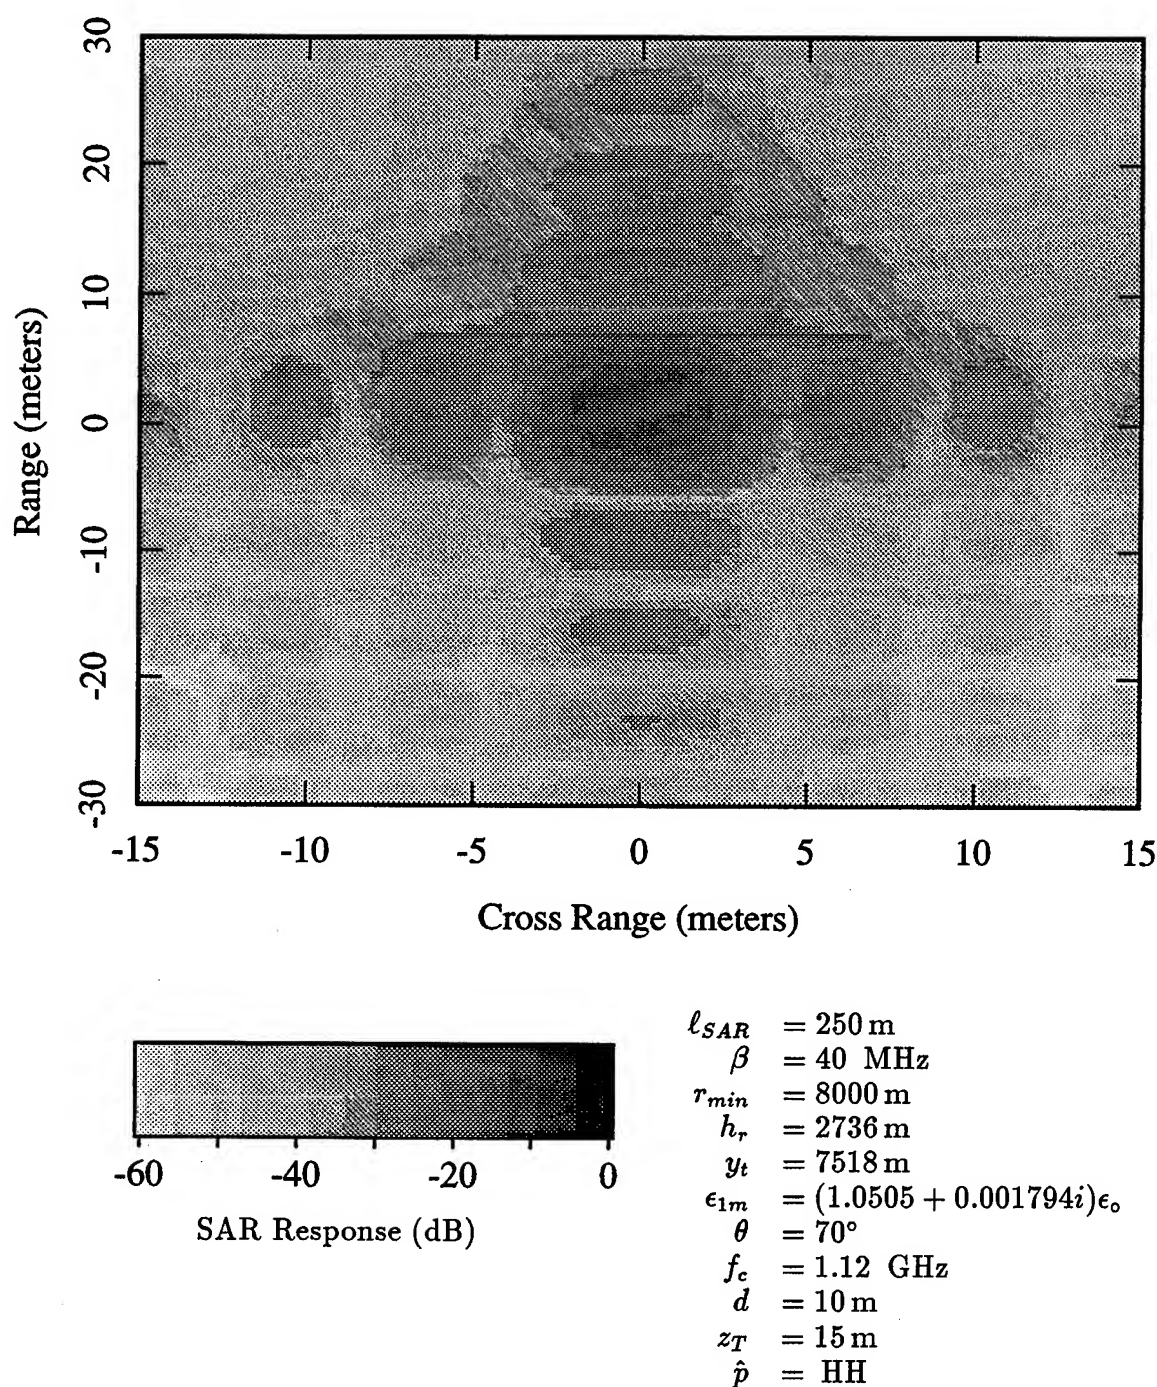 30
20
10
0
-10
-20
-30
Range (meters)
-15 -10 -5 0 5 10 15
Cross Range (meters)
-60 -40 -20 0
SAR Response (dB)
ℓ_SAR = 250 m
β = 40 MHz
r_min = 8000 m
h_r = 2736 m
y_t = 7518 m
ϵ_1m = (1.0505 + 0.001794i)ϵ_o
θ = 70°
f_c = 1.12 GHz
d = 10 m
z_T = 15 m
p̂ = HH